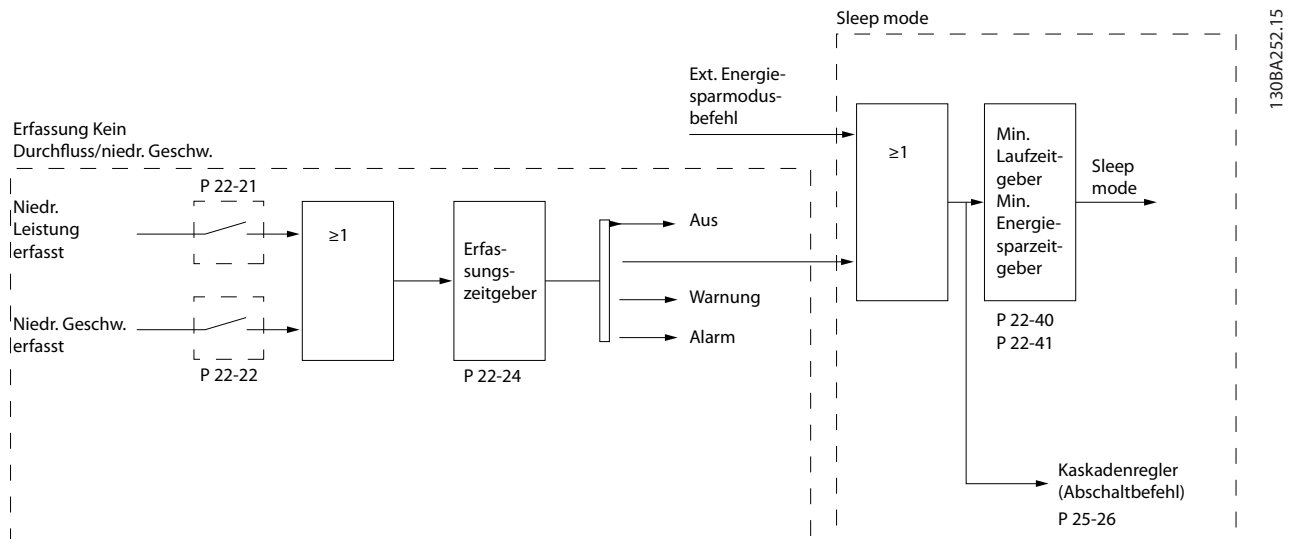 Sleep mode
130BA252.15
Ext. Energie-
sparmodus-
befehl
Erfassung Kein
Durchfluss/niedr. Geschw.
P 22-21
Niedr.
Leistung
erfasst
≥1
Erfas-
sungs-
zeitgeber
Aus
Warnung
Alarm
Niedr. Geschw.
erfasst
P 22-22
P 22-24
≥1
Min.
Laufzeit-
geber
Min.
Energie-
sparzeit-
geber
Sleep
mode
P 22-40
P 22-41
Kaskadenregler
(Abschaltbefehl)
P 25-26